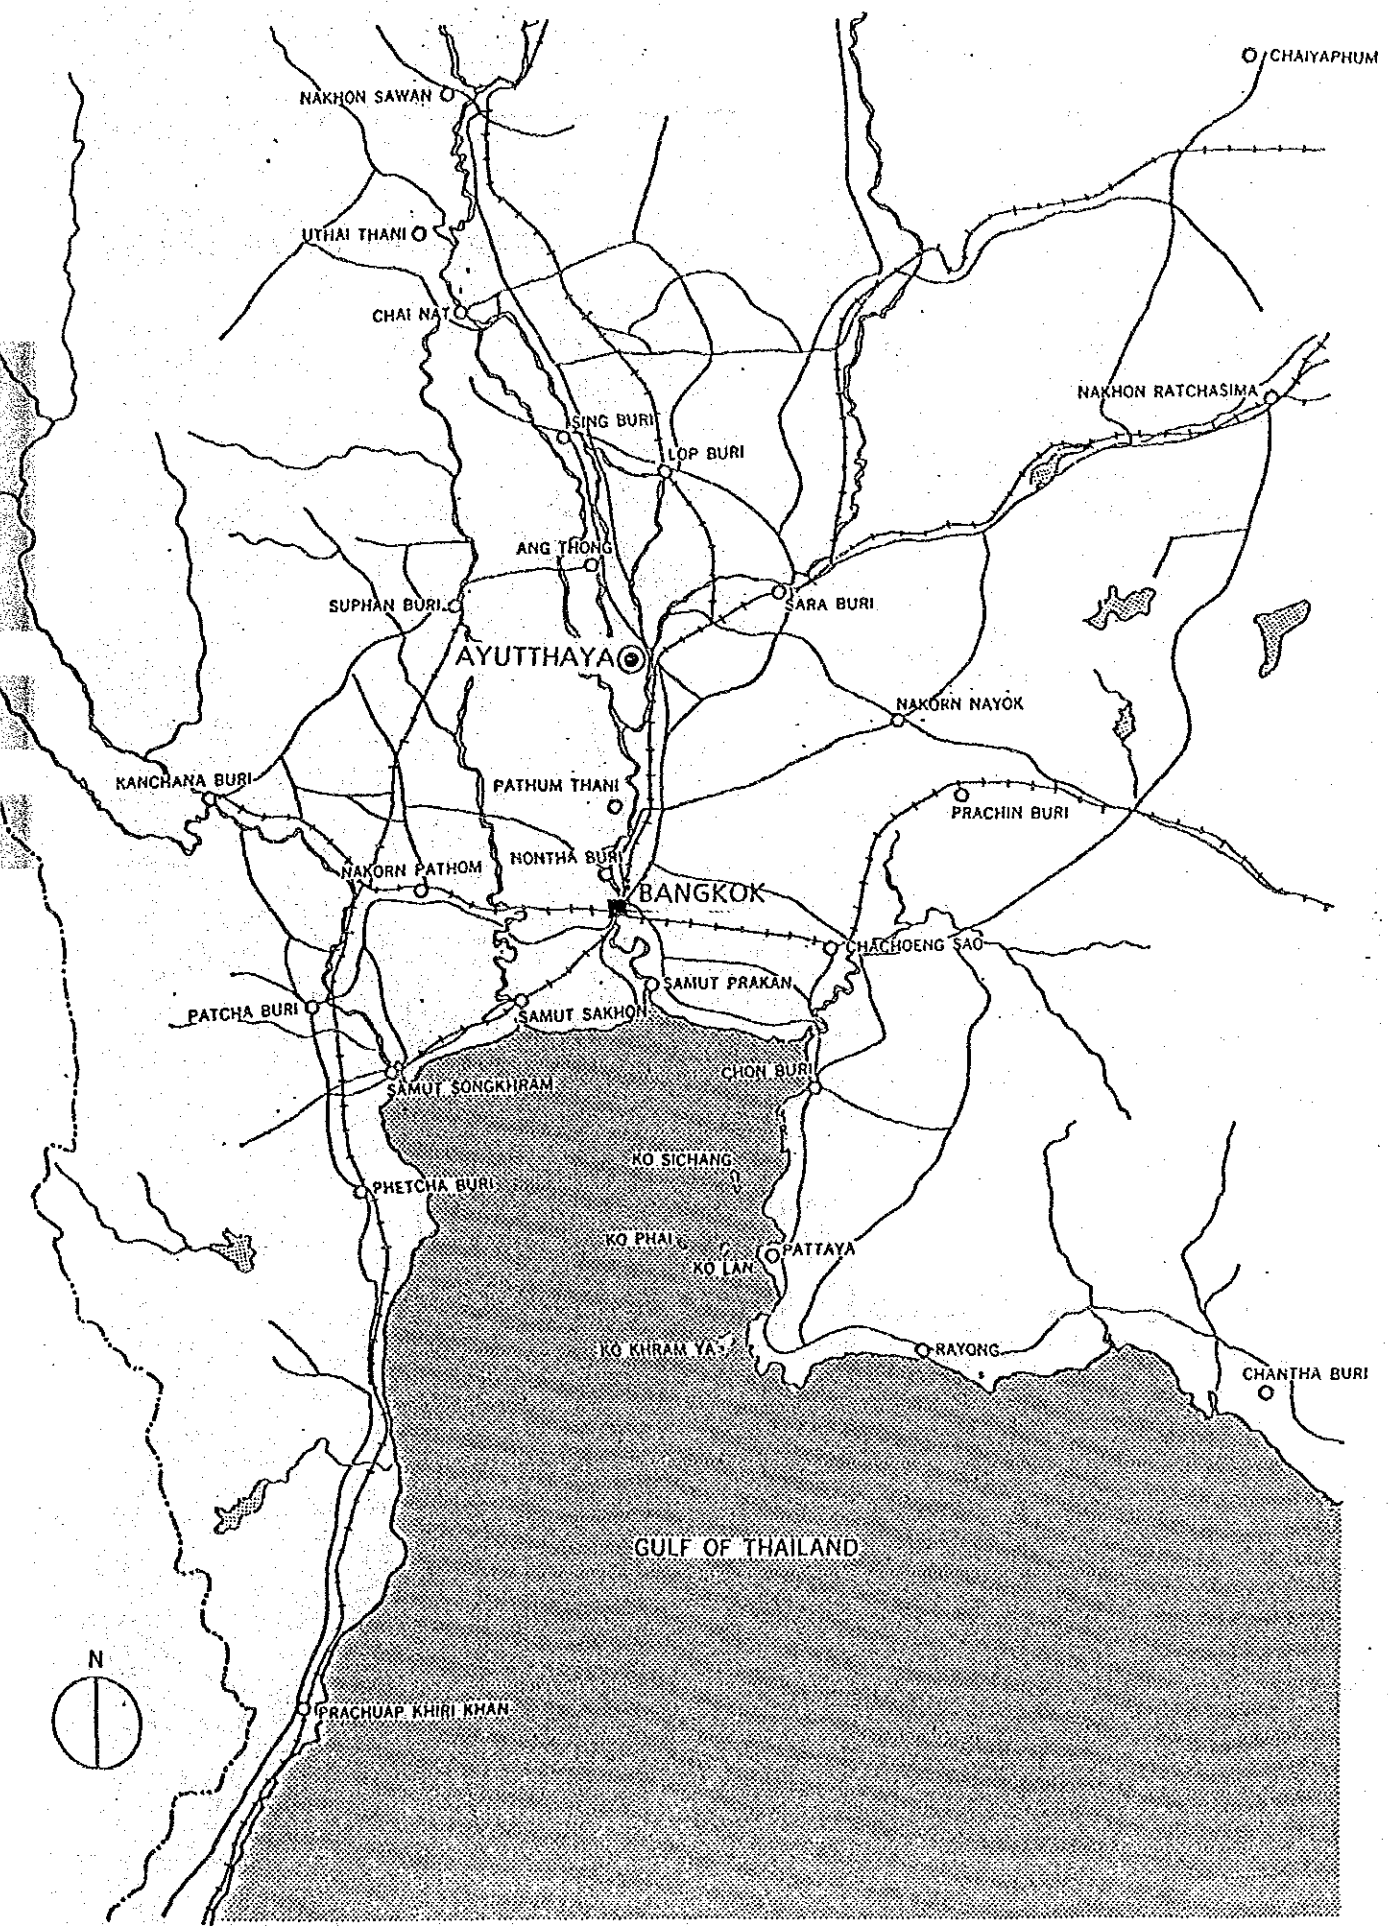 CHAIYAPHUM
NAKHON SAWAN
UTHAI THANI
CHAI NAT
NAKHON RATCHASIMA
SING BURI
LOP BURI
ANG THONG
SUPHAN BURI
SARA BURI
AYUTTHAYA
NAKORN NAYOK
KANCHANA BURI
PATHUM THANI
PRACHIN BURI
NONTHA BURI
NAKORN PATHOM
BANGKOK
CHACHOENG SAO
SAMUT PRAKAN
PATCHA BURI
SAMUT SAKHON
CHON BURI
SAMUT SONGKHRAM
KO SICHANG
PHETCHA BURI
KO PHAI
PATTAYA
KO LAN
KO KHRAM YA
RAYONG
CHANTHA BURI
GULF OF THAILAND
N
PRACHUAP KHIRI KHAN